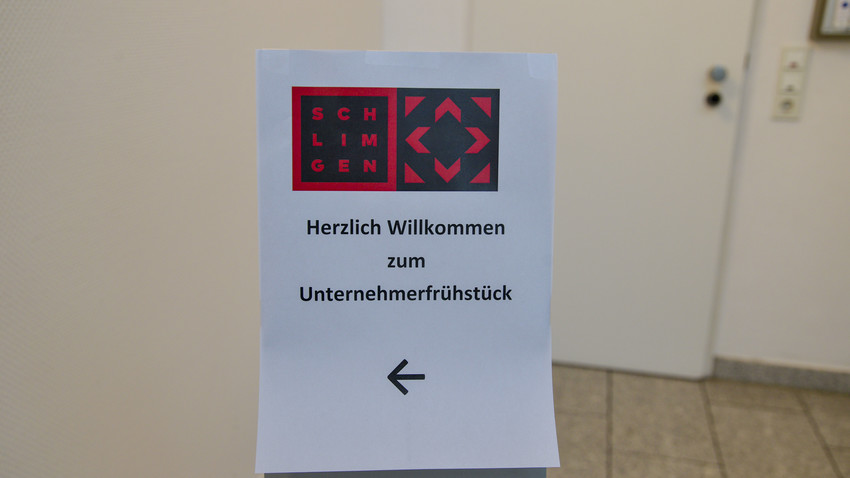 SCH
LIM
GEN
Herzlich Willkommen
zum
Unternehmerfrühstück